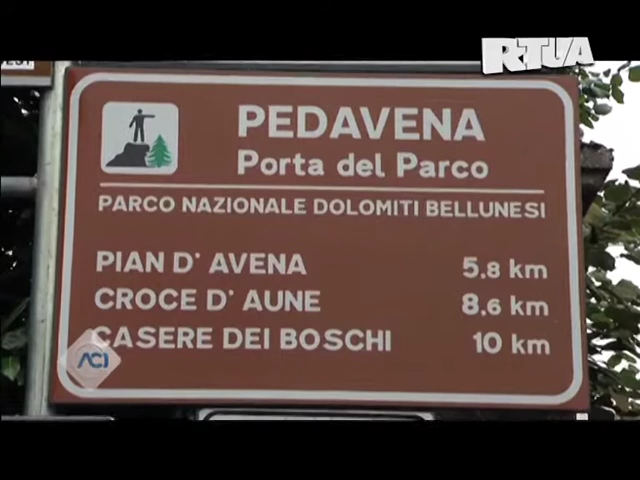 RTUA
PEDAVENA
Porta del Parco
PARCO NAZIONALE DOLOMITI BELLUNESI
PIAN D' AVENA 5.8 km
CROCE D' AUNE 8.6 km
CASERE DEI BOSCHI 10 km
ACI